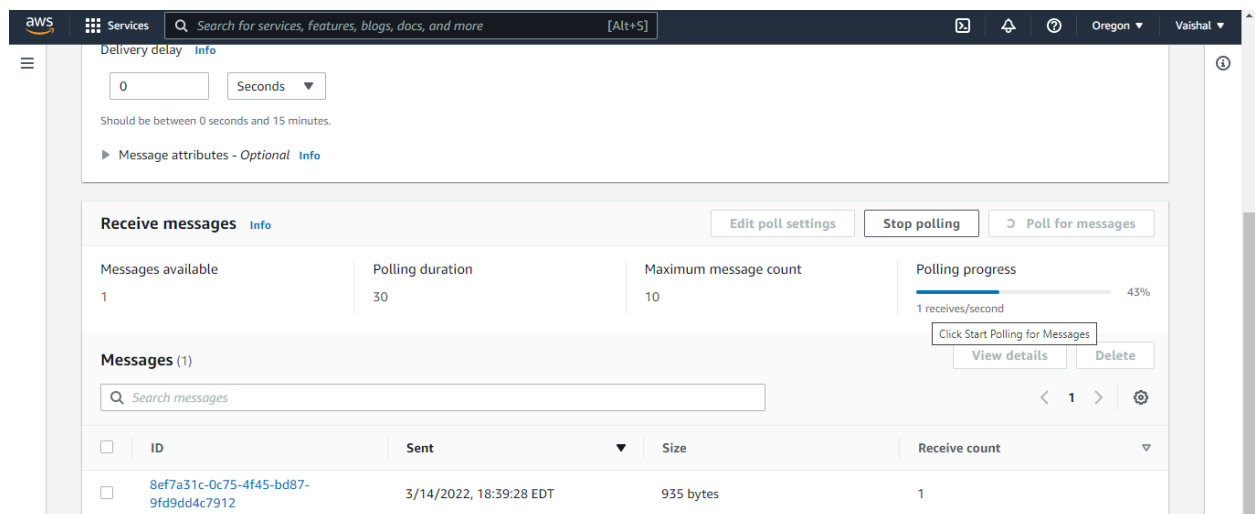 aws Services Search for services, features, blogs, docs, and more [Alt+S] Oregon ▼ Vaishal ▼
Delivery delay Info
0 Seconds ▼
Should be between 0 seconds and 15 minutes.
▶ Message attributes - Optional Info
Receive messages Info Edit poll settings Stop polling Poll for messages
Messages available Polling duration Maximum message count Polling progress
1 30 10 43%
1 receives/second
Click Start Polling for Messages
Messages (1) View details Delete
Search messages < 1 >
ID Sent ▼ Size Receive count ▽
8ef7a31c-0c75-4f45-bd87-
9fd9dd4c7912 3/14/2022, 18:39:28 EDT 935 bytes 1